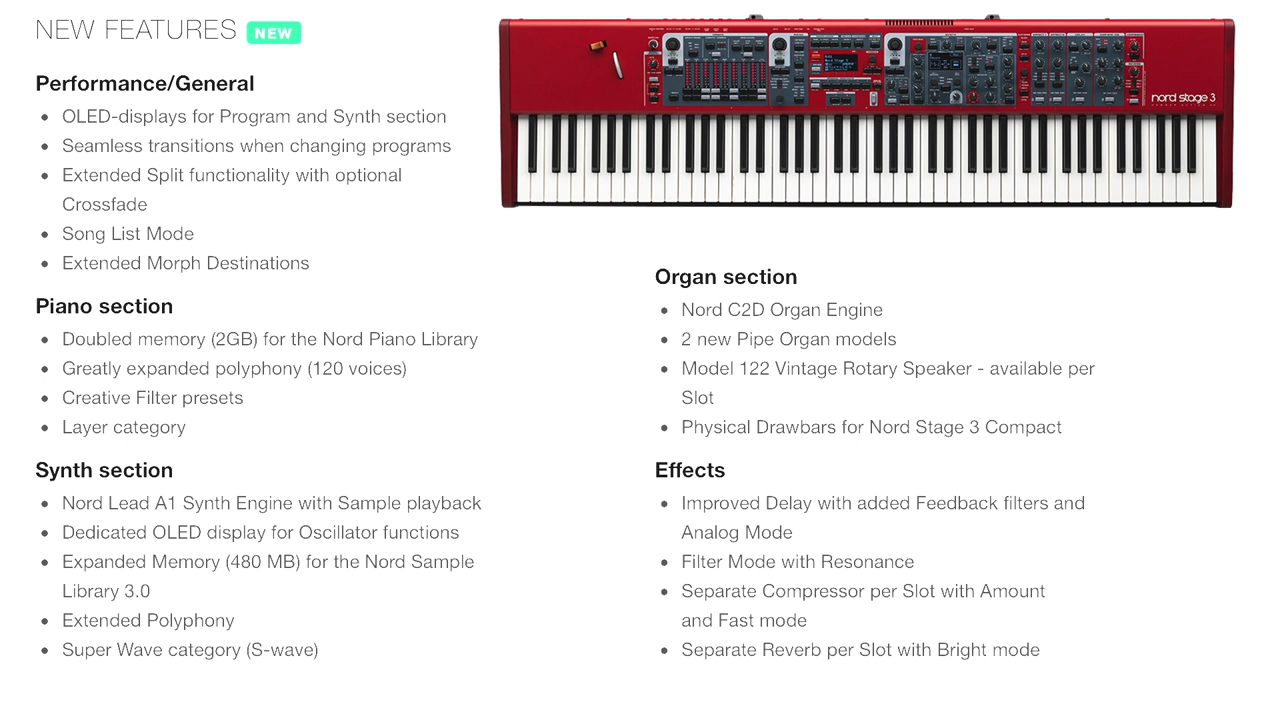 NEW FEATURES NEW
Performance/General
• OLED-displays for Program and Synth section
• Seamless transitions when changing programs
• Extended Split functionality with optional
Crossfade
• Song List Mode
• Extended Morph Destinations
Piano section
• Doubled memory (2GB) for the Nord Piano Library
• Greatly expanded polyphony (120 voices)
• Creative Filter presets
• Layer category
Synth section
• Nord Lead A1 Synth Engine with Sample playback
• Dedicated OLED display for Oscillator functions
• Expanded Memory (480 MB) for the Nord Sample
Library 3.0
• Extended Polyphony
• Super Wave category (S-wave)
nord stage 3
Organ section
• Nord C2D Organ Engine
• 2 new Pipe Organ models
• Model 122 Vintage Rotary Speaker - available per
Slot
• Physical Drawbars for Nord Stage 3 Compact
Effects
• Improved Delay with added Feedback filters and
Analog Mode
• Filter Mode with Resonance
• Separate Compressor per Slot with Amount
and Fast mode
• Separate Reverb per Slot with Bright mode